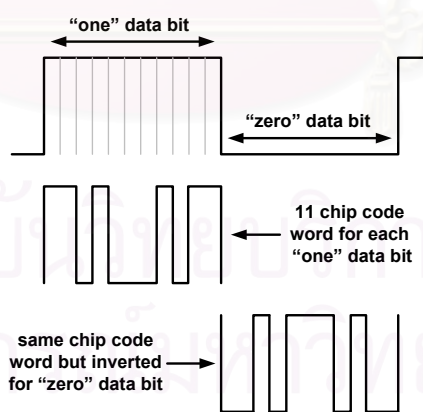 “one” data bit
“zero” data bit
11 chip code
word for each
“one” data bit
same chip code
word but inverted
for “zero” data bit